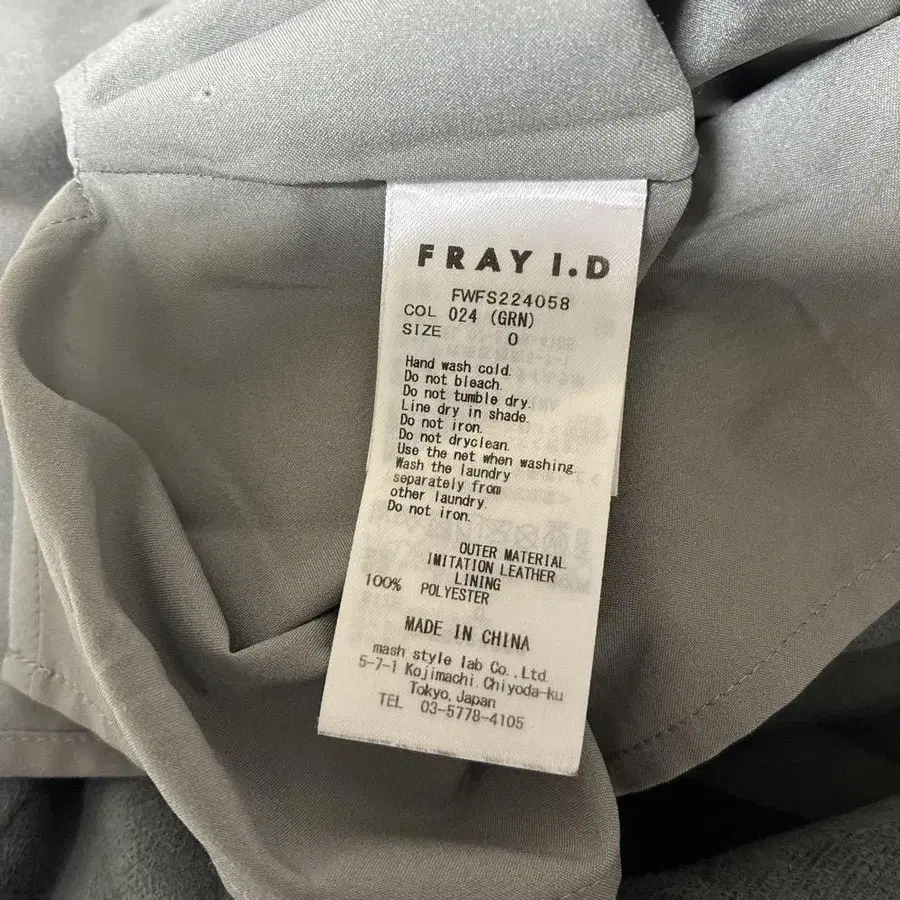 FRAY I.D
FWFS224058
COL 024 (GRN)
SIZE 0
Hand wash cold.
Do not bleach.
Do not tumble dry.
Line dry in shade.
Do not iron.
Do not dryclean.
Use the net when washing.
Wash the laundry
separately from
other laundry.
Do not iron.
OUTER MATERIAL
IMITATION LEATHER
LINING
100% POLYESTER
MADE IN CHINA
mash style lab Co.,Ltd.
5-7-1 Kojimachi Chiyoda-ku
Tokyo,Japan
TEL 03-5778-4105